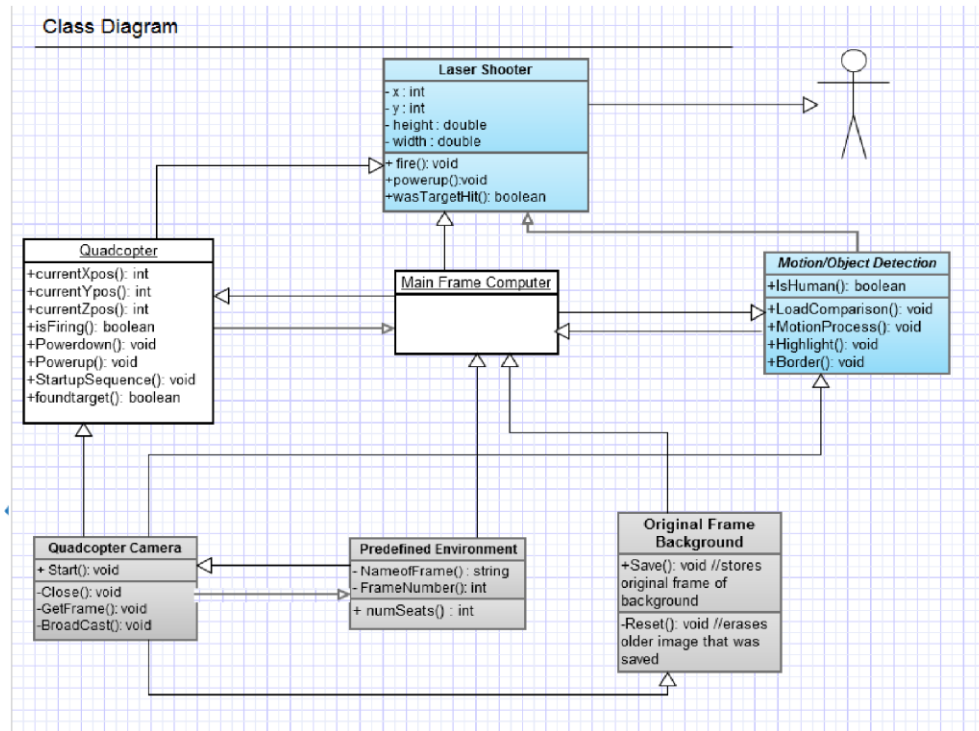 Class Diagram
Laser Shooter
- x : int
- y : int
- height : double
- width : double
+ fire(): void
+powerup():void
+wasTargetHit(): boolean
Quadcopter
+currentXpos(): int
+currentYpos(): int
+currentZpos(): int
+isFiring(): boolean
+Powerdown(): void
+Powerup(): void
+StartupSequence(): void
+foundtarget(): boolean
Main Frame Computer
Motion/Object Detection
+IsHuman(): boolean
+LoadComparison(): void
+MotionProcess(): void
+Highlight(): void
+Border(): void
Quadcopter Camera
+ Start(): void
-Close(): void
-GetFrame(): void
-BroadCast(): void
Predefined Environment
- NameofFrame() : string
- FrameNumber(): int
+ numSeats() : int
Original Frame
Background
+Save(): void //stores
original frame of
background
-Reset(): void //erases
older image that was
saved